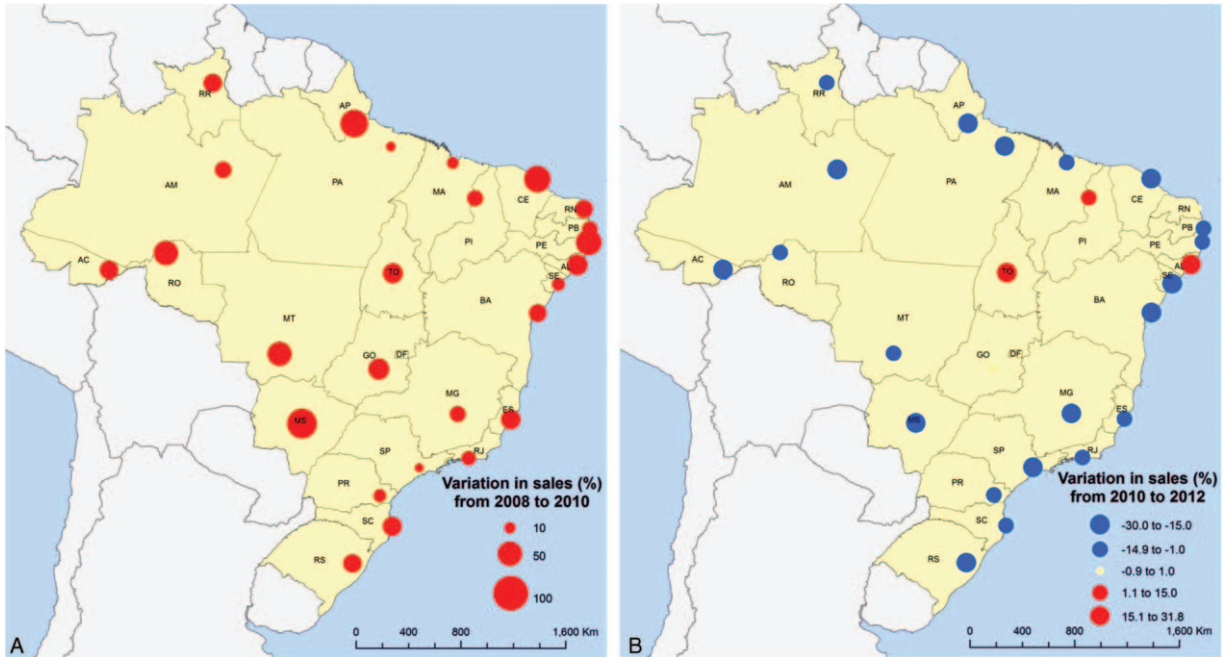 RR
AP
AM
PA
MA
CE
RN
PB
PI
PE
AC
AL
TO
SE
RO
BA
MT
GO
DF
MG
MS
ES
SP
RJ
PR
SC
RS
Variation in sales (%)
from 2008 to 2010
10
50
100
0
400
800
1,600 Km
A
RR
AP
AM
PA
MA
CE
RN
PB
PI
PE
AC
AL
TO
SE
RO
BA
MT
GO
DF
MG
MS
ES
SP
RJ
PR
SC
RS
Variation in sales (%)
from 2010 to 2012
-30.0 to -15.0
-14.9 to -1.0
-0.9 to 1.0
1.1 to 15.0
15.1 to 31.8
0
400
800
1,600 Km
B